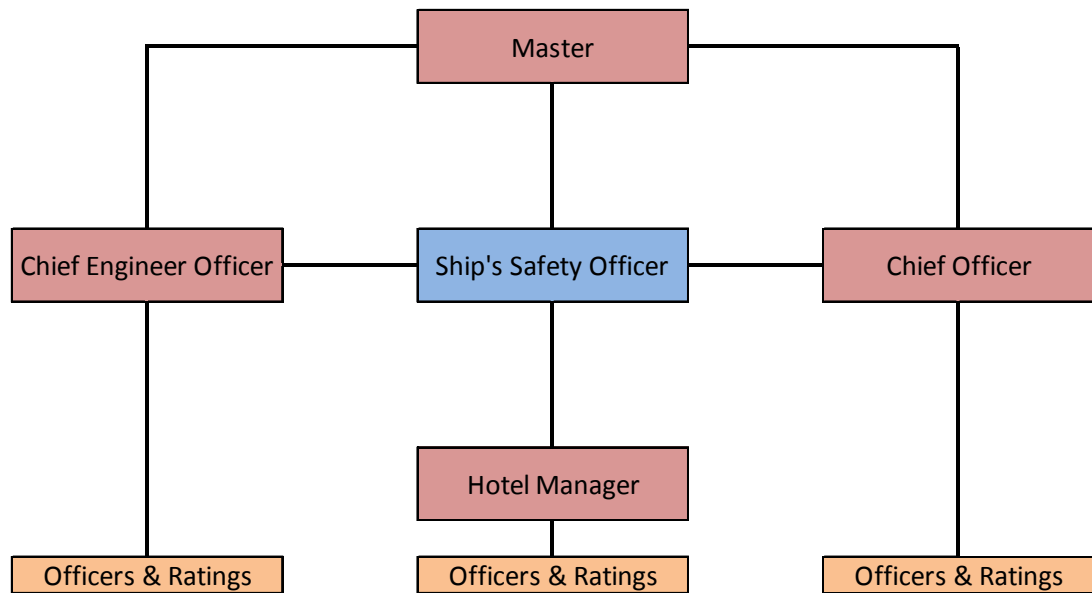 Master
Chief Engineer Officer
Ship's Safety Officer
Chief Officer
Hotel Manager
Officers & Ratings
Officers & Ratings
Officers & Ratings